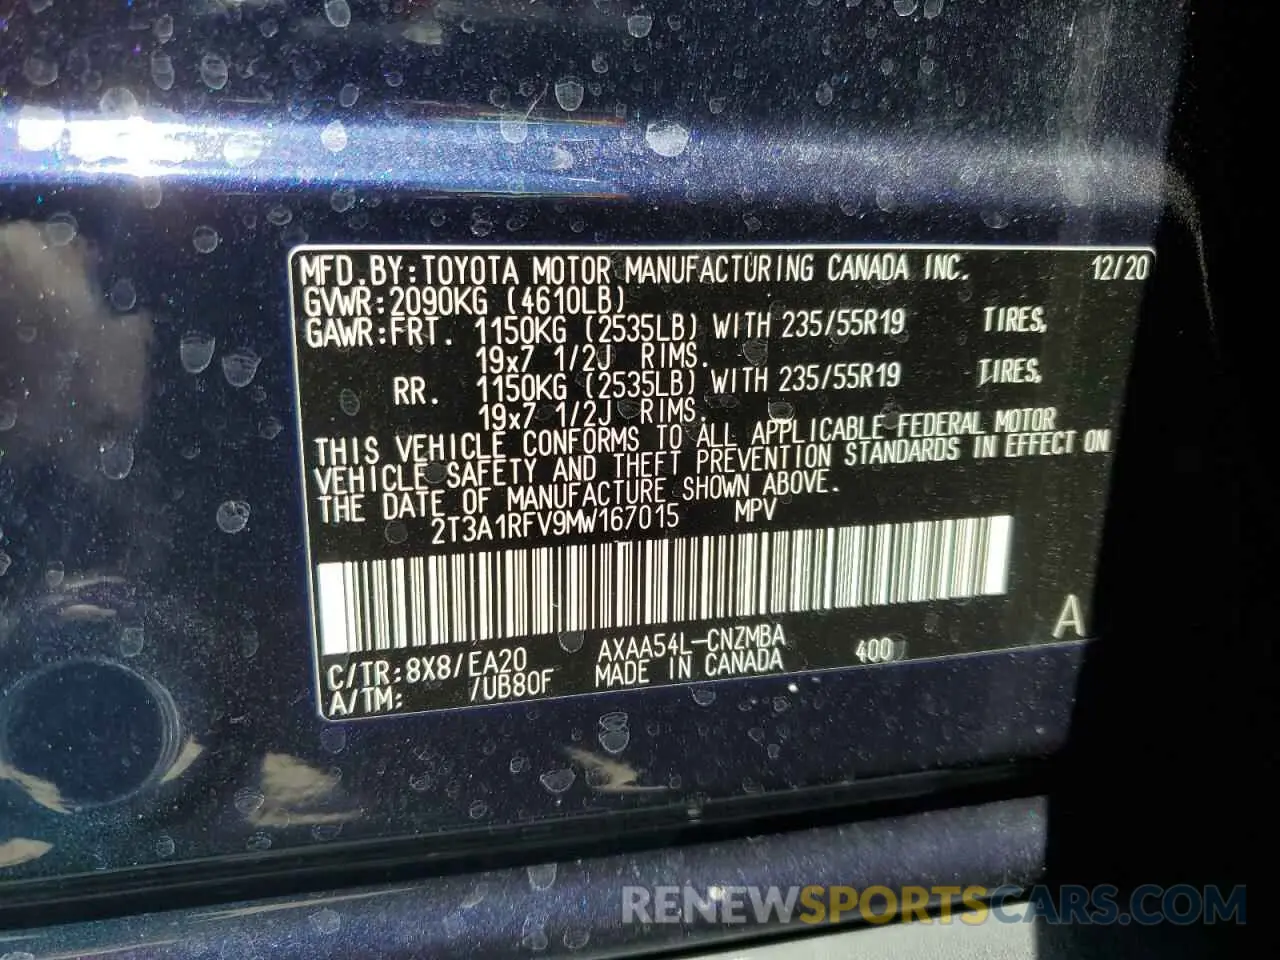 MFD.BY:TOYOTA MOTOR MANUFACTURING CANADA INC. 12/20
GVWR:2090KG (4610LB)
GAWR:FRT. 1150KG (2535LB) WITH 235/55R19 TIRES,
19x7 1/2J RIMS.
RR. 1150KG (2535LB) WITH 235/55R19 TIRES,
19x7 1/2J RIMS.
THIS VEHICLE CONFORMS TO ALL APPLICABLE FEDERAL MOTOR
VEHICLE SAFETY AND THEFT PREVENTION STANDARDS IN EFFECT ON
THE DATE OF MANUFACTURE SHOWN ABOVE.
2T3A1RFV9MW167015 MPV
A
C/TR:8X8/EA20 AXAA54L-CNZMBA 400
A/TM: /UB80F MADE IN CANADA
RENEWSPORTSCARS.COM